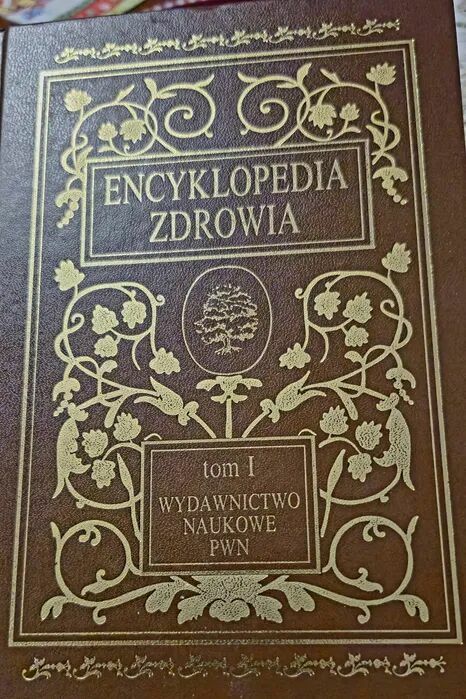 ENCYKLOPEDIA
ZDROWIA
tom I
WYDAWNICTWO
NAUKOWE
PWN